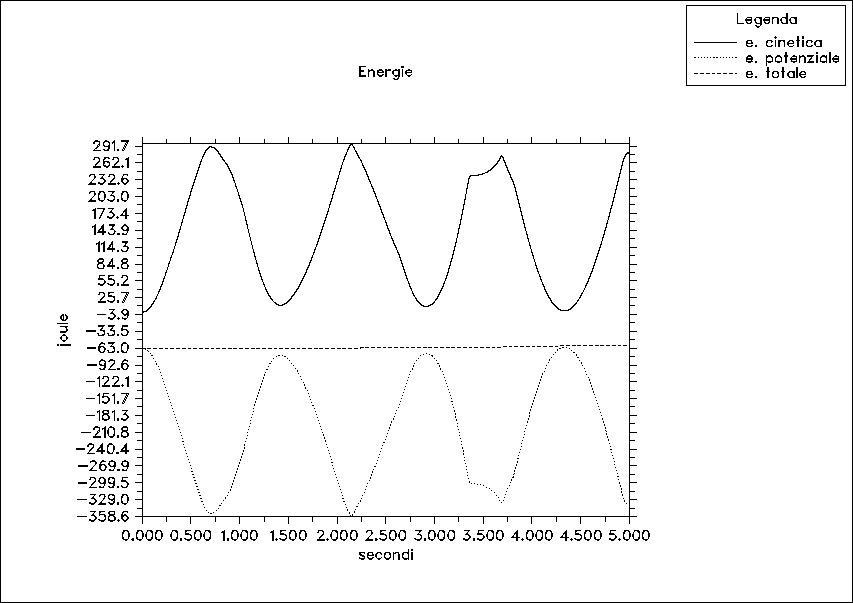 Legenda
e. cinetica
e. potenziale
e. totale
Energie
291.7
262.1
232.6
203.0
173.4
143.9
114.3
84.8
55.2
25.7
-3.9
-33.5
-63.0
-92.6
-122.1
-151.7
-181.3
-210.8
-240.4
-269.9
-299.5
-329.0
-358.6
joule
0.000 0.500 1.000 1.500 2.000 2.500 3.000 3.500 4.000 4.500 5.000
secondi